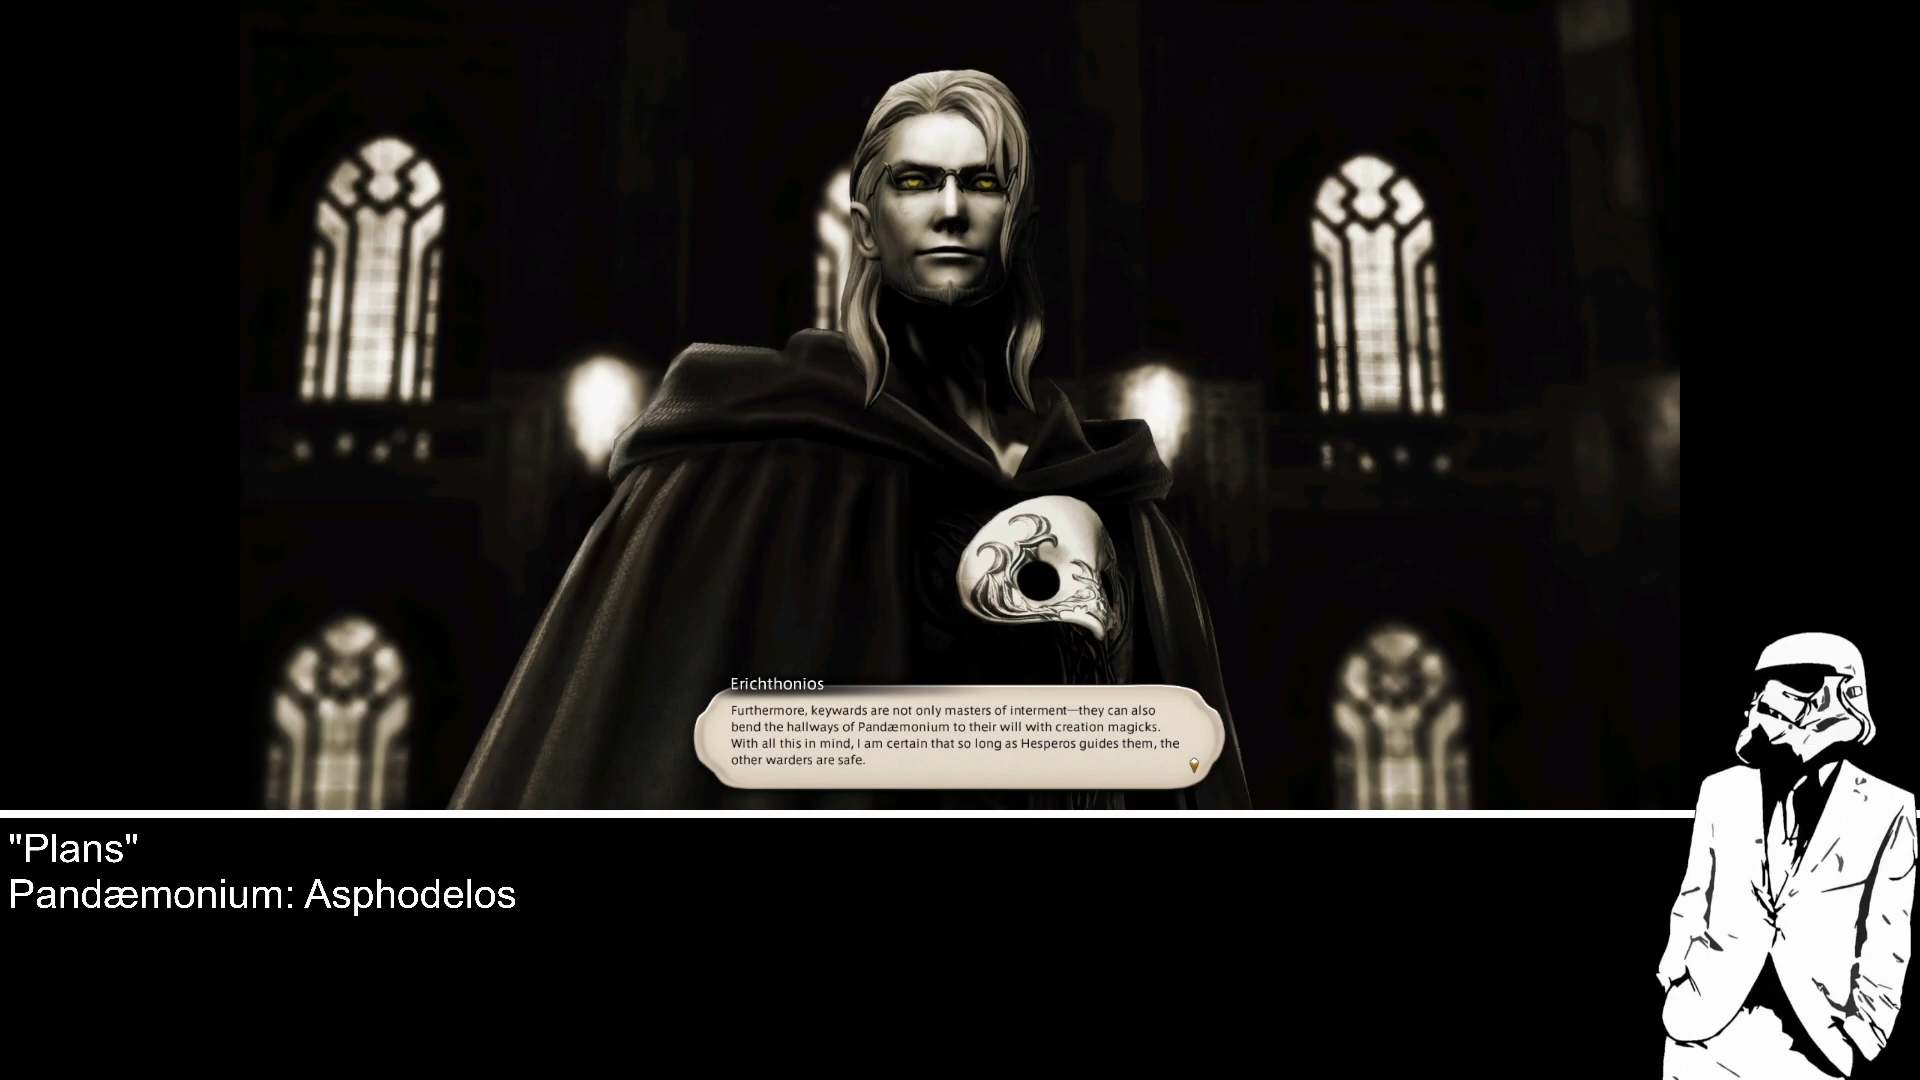 Erichthonios
Furthermore, keywards are not only masters of interment—they can also
bend the hallways of Pandæmonium to their will with creation magicks.
With all this in mind, I am certain that so long as Hesperos guides them, the
other warders are safe.
"Plans"
Pandæmonium: Asphodelos